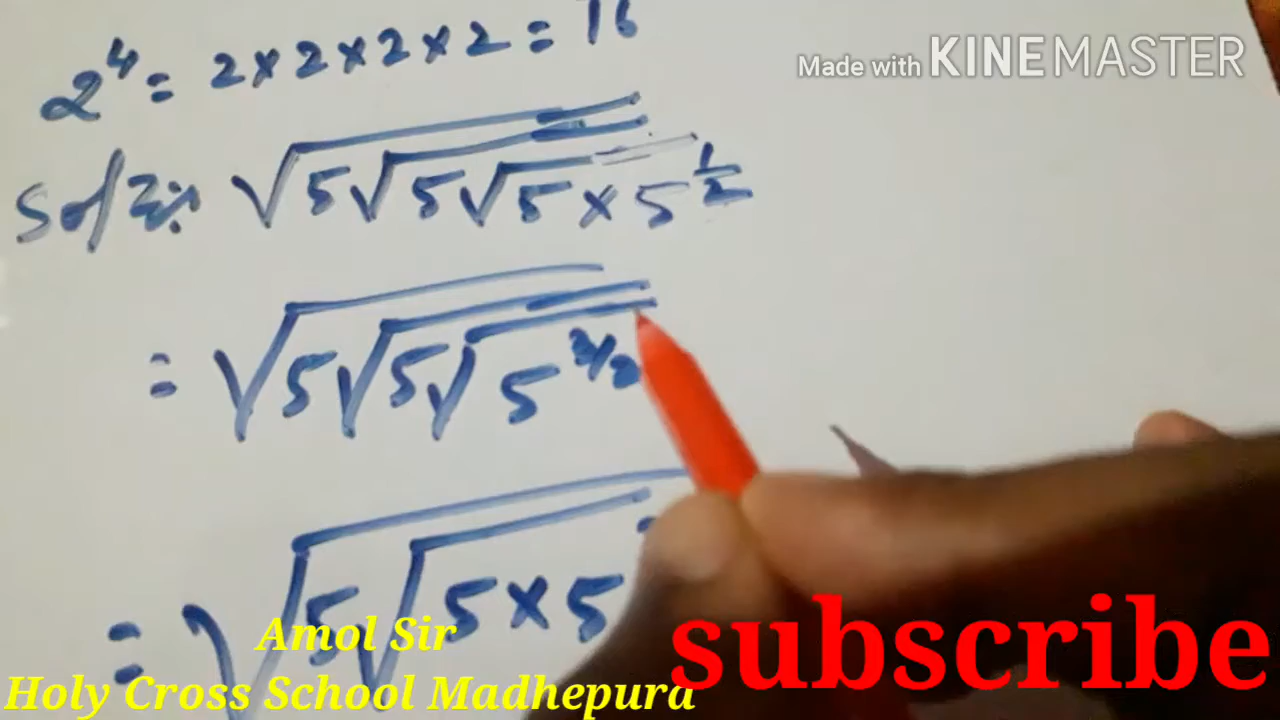 2⁴ = 2×2×2×2 = 16
Made with KINEMASTER
Sol2: √5√5√5×5^1/2
= √5√5√5^3/2
= √5√5×5
Amol Sir
subscribe
Holy Cross School Madhepura